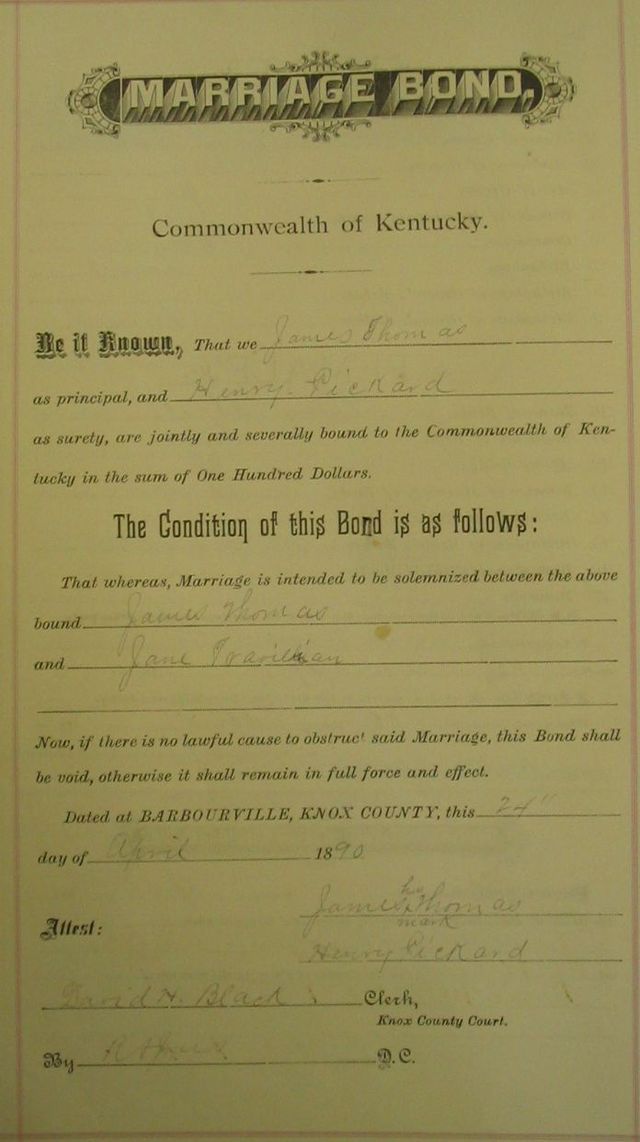 MARRIAGE BOND.
Commonwealth of Kentucky.
Be it Known, That we James Thomas
as principal, and Henry Pickard
as surety, are jointly and severally bound to the Commonwealth of Ken-
tucky in the sum of One Hundred Dollars.
The Condition of this Bond is as follows:
That whereas, Marriage is intended to be solemnized between the above
bound James Thomas
and Jane
Now, if there is no lawful cause to obstruct said Marriage, this Bond shall
be void, otherwise it shall remain in full force and effect.
Dated at BARBOURVILLE, KNOX COUNTY, this 24"
day of April 1890
his
James x Thomas
mark
Attest:
Henry Pickard
David H. Black Clerk,
Knox County Court.
By D.C.